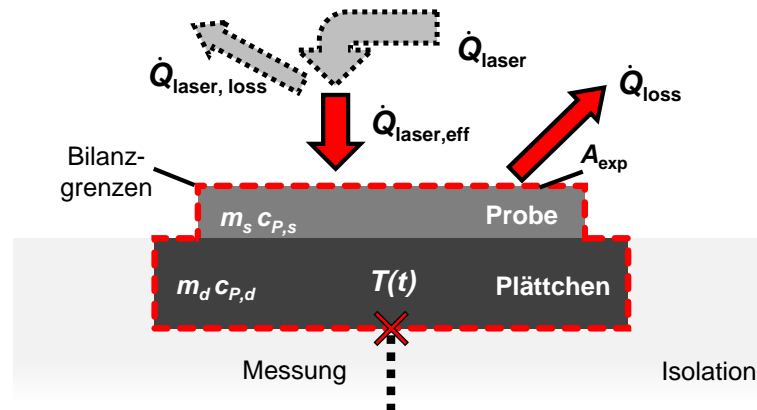 Q̇laser
Q̇laser, loss
Q̇loss
Q̇laser,eff
Bilanz-
grenzen
Aexp
ms cP,s
Probe
md cP,d
T(t)
Plättchen
Messung
Isolation